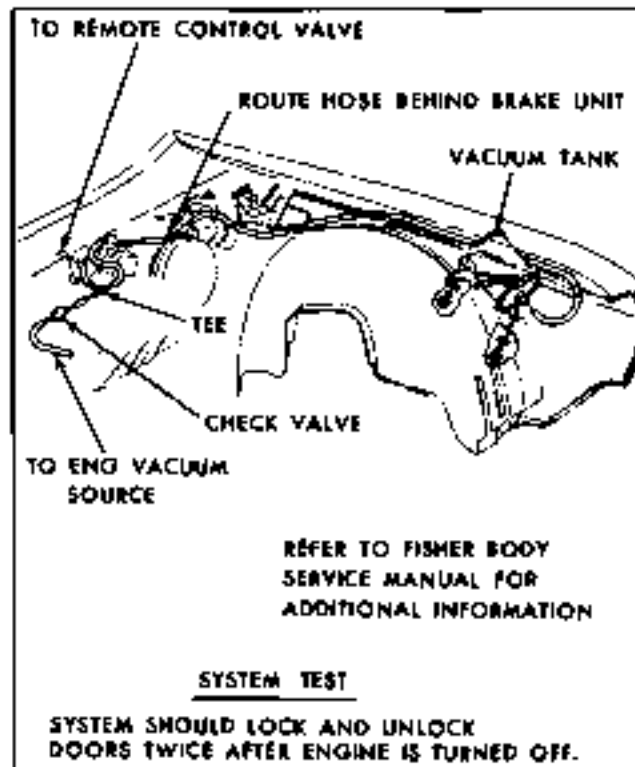 TO REMOTE CONTROL VALVE
ROUTE HOSE BEHIND BRAKE UNIT
VACUUM TANK
TEE
CHECK VALVE
TO ENG VACUUM
SOURCE
REFER TO FISHER BODY
SERVICE MANUAL FOR
ADDITIONAL INFORMATION
SYSTEM TEST
SYSTEM SHOULD LOCK AND UNLOCK
DOORS TWICE AFTER ENGINE IS TURNED OFF.